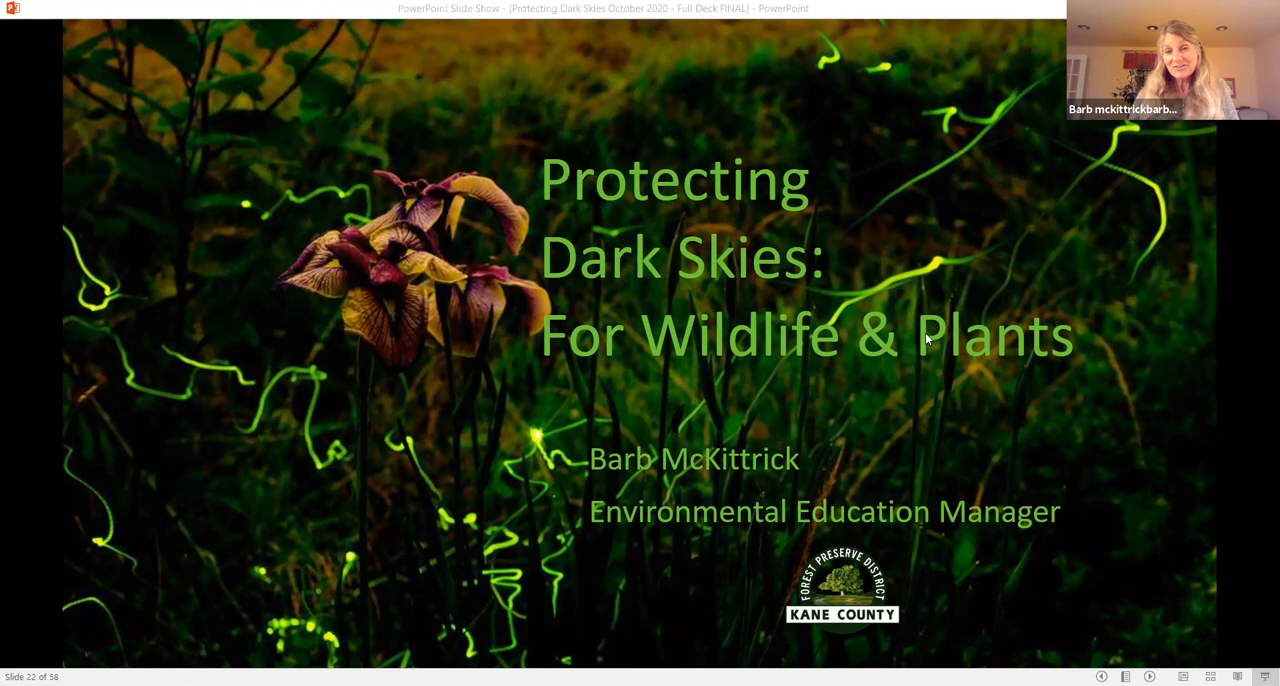 PowerPoint Slide Show - [Protecting Dark Skies October 2020 - Full Deck FINAL] - PowerPoint
Barb mckittrickbarb...
Protecting
Dark Skies:
For Wildlife & Plants
Barb McKittrick
Environmental Education Manager
FOREST PRESERVE DISTRICT
KANE COUNTY
Slide 22 of 58